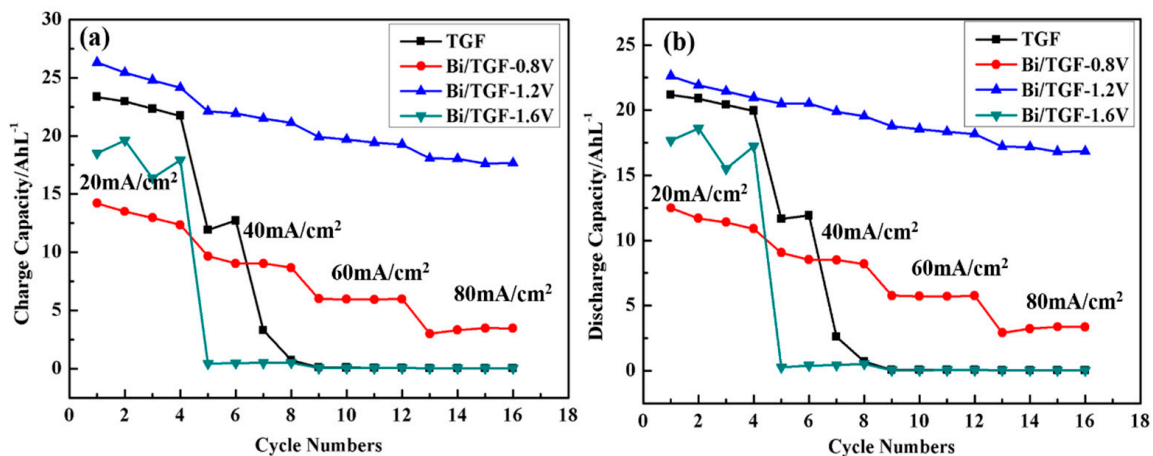 (a)
TGF
Bi/TGF-0.8V
Bi/TGF-1.2V
Bi/TGF-1.6V
30
25
20
15
10
5
0
Charge Capacity/AhL⁻¹
20mA/cm²
40mA/cm²
60mA/cm²
80mA/cm²
0 2 4 6 8 10 12 14 16 18
Cycle Numbers
(b)
TGF
Bi/TGF-0.8V
Bi/TGF-1.2V
Bi/TGF-1.6V
25
20
15
10
5
0
Discharge Capacity/AhL⁻¹
20mA/cm²
40mA/cm²
60mA/cm²
80mA/cm²
0 2 4 6 8 10 12 14 16 18
Cycle Numbers